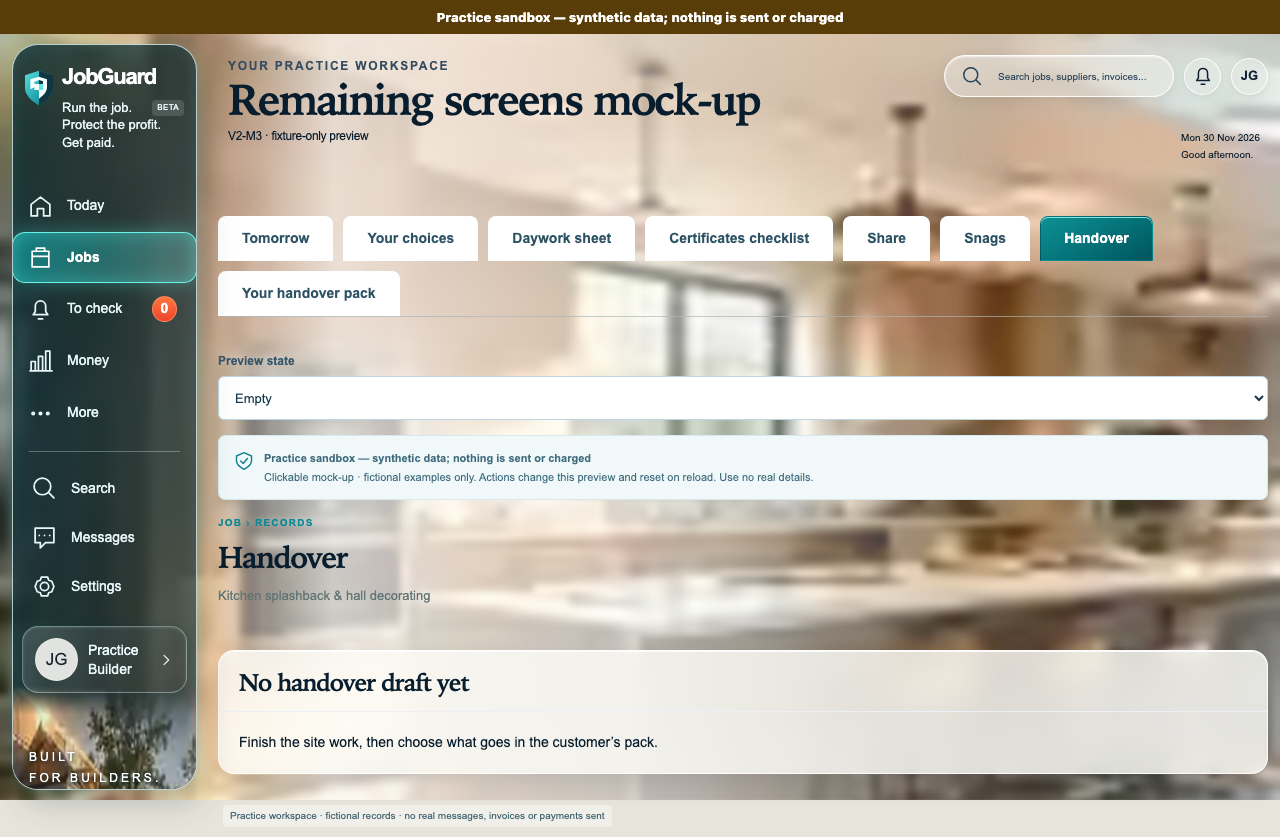 Practice sandbox — synthetic data; nothing is sent or charged
JobGuard
Run the job.
BETA
Protect the profit.
Get paid.
Today
Jobs
To check
0
Money
More
Search
Messages
Settings
JG
Practice
Builder
BUILT
FOR BUILDERS.
YOUR PRACTICE WORKSPACE
Remaining screens mock-up
V2-M3 · fixture-only preview
Search jobs, suppliers, invoices...
JG
Mon 30 Nov 2026
Good afternoon.
Tomorrow
Your choices
Daywork sheet
Certificates checklist
Share
Snags
Handover
Your handover pack
Preview state
Empty
Practice sandbox — synthetic data; nothing is sent or charged
Clickable mock-up · fictional examples only. Actions change this preview and reset on reload. Use no real details.
JOB › RECORDS
Handover
Kitchen splashback & hall decorating
No handover draft yet
Finish the site work, then choose what goes in the customer’s pack.
Practice workspace · fictional records · no real messages, invoices or payments sent